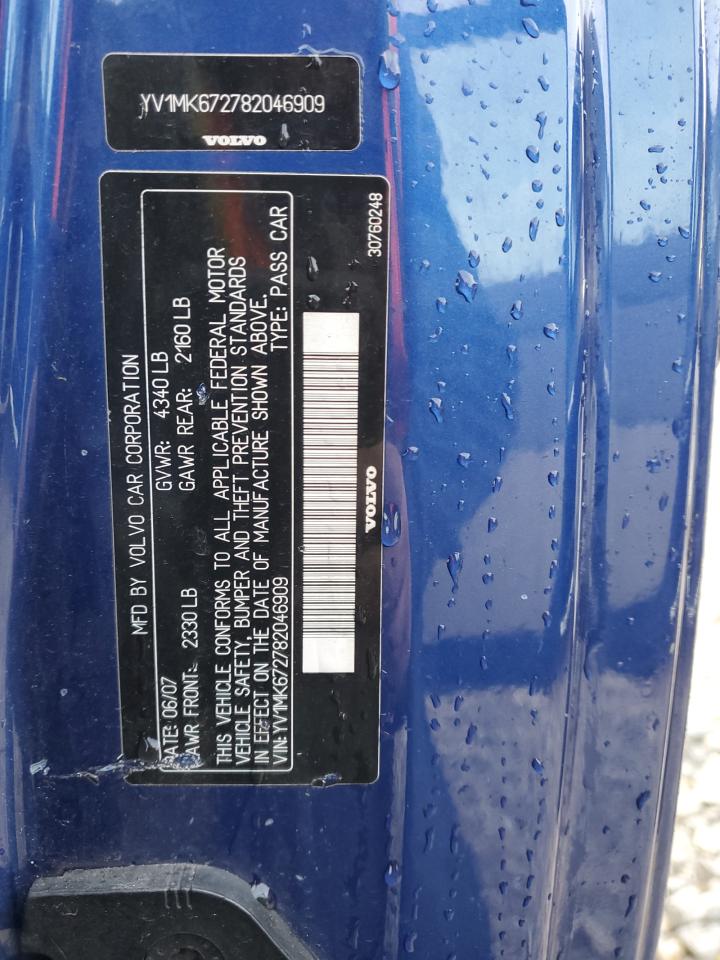 YV1MK672782046909
VOLVO
MFD BY VOLVO CAR CORPORATION
DATE: 06/07 GVWR: 4340 LB
GAWR FRONT: 2330 LB GAWR REAR: 2160 LB
THIS VEHICLE CONFORMS TO ALL APPLICABLE FEDERAL MOTOR
VEHICLE SAFETY, BUMPER AND THEFT PREVENTION STANDARDS
IN EFFECT ON THE DATE OF MANUFACTURE SHOWN ABOVE.
VIN:YV1MK672782046909 TYPE: PASS CAR
VOLVO 30760248